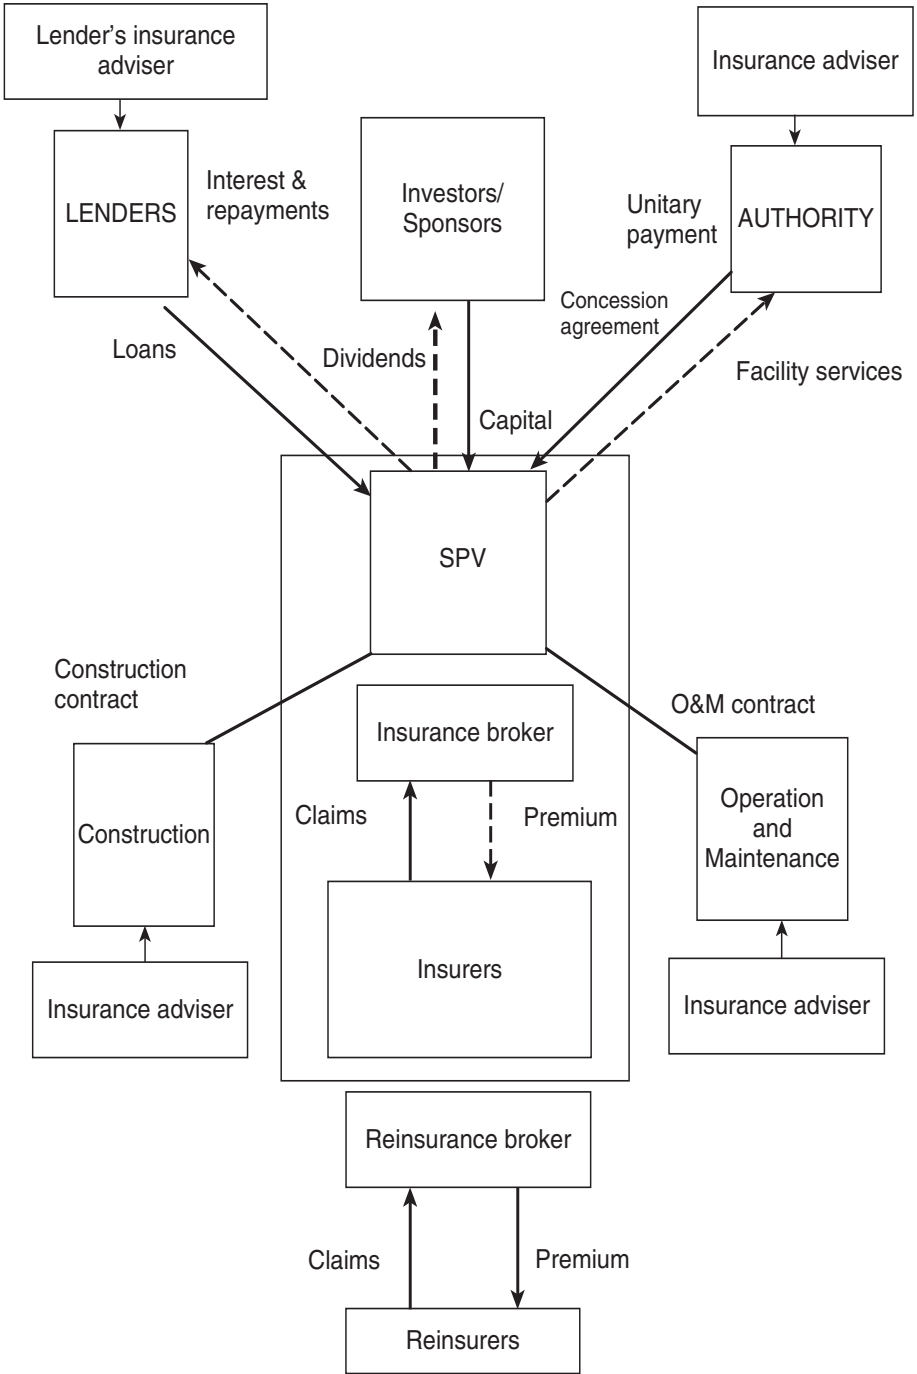 Lender’s insurance
adviser
Insurance adviser
LENDERS
Interest &
repayments
Investors/
Sponsors
Unitary
payment
AUTHORITY
Concession
agreement
Loans
Dividends
Facility services
Capital
SPV
Construction
contract
O&M contract
Insurance broker
Claims
Premium
Construction
Operation
and
Maintenance
Insurers
Insurance adviser
Insurance adviser
Reinsurance broker
Claims
Premium
Reinsurers